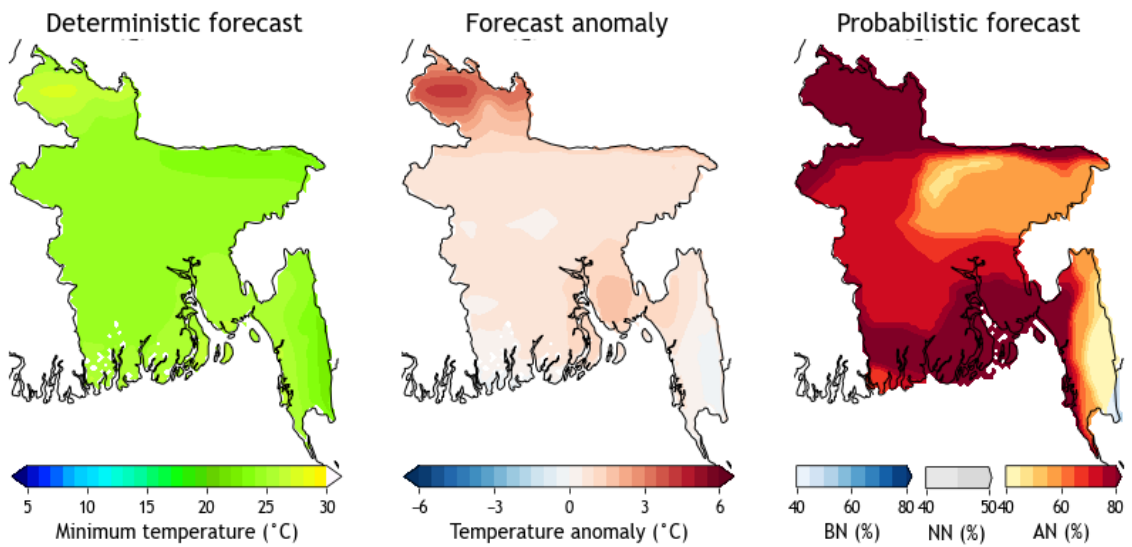 Deterministic forecast
Forecast anomaly
Probabilistic forecast
5 10 15 20 25 30
Minimum temperature (˚C)
-6 -3 0 3 6
Temperature anomaly (˚C)
40 60 80
BN (%)
40 50
NN (%)
40 60 80
AN (%)